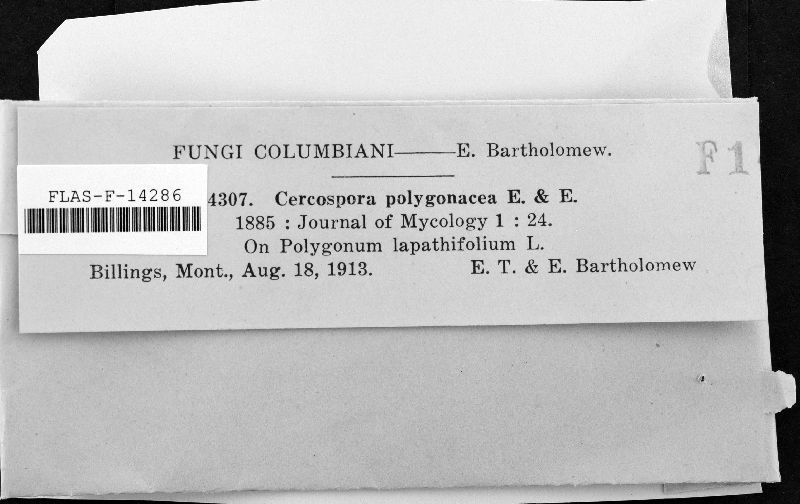 FUNGI COLUMBIANI——E. Bartholomew.
F1
FLAS-F-14286
4307. Cercospora polygonacea E. & E.
1885 : Journal of Mycology 1 : 24.
On Polygonum lapathifolium L.
Billings, Mont., Aug. 18, 1913. E. T. & E. Bartholomew